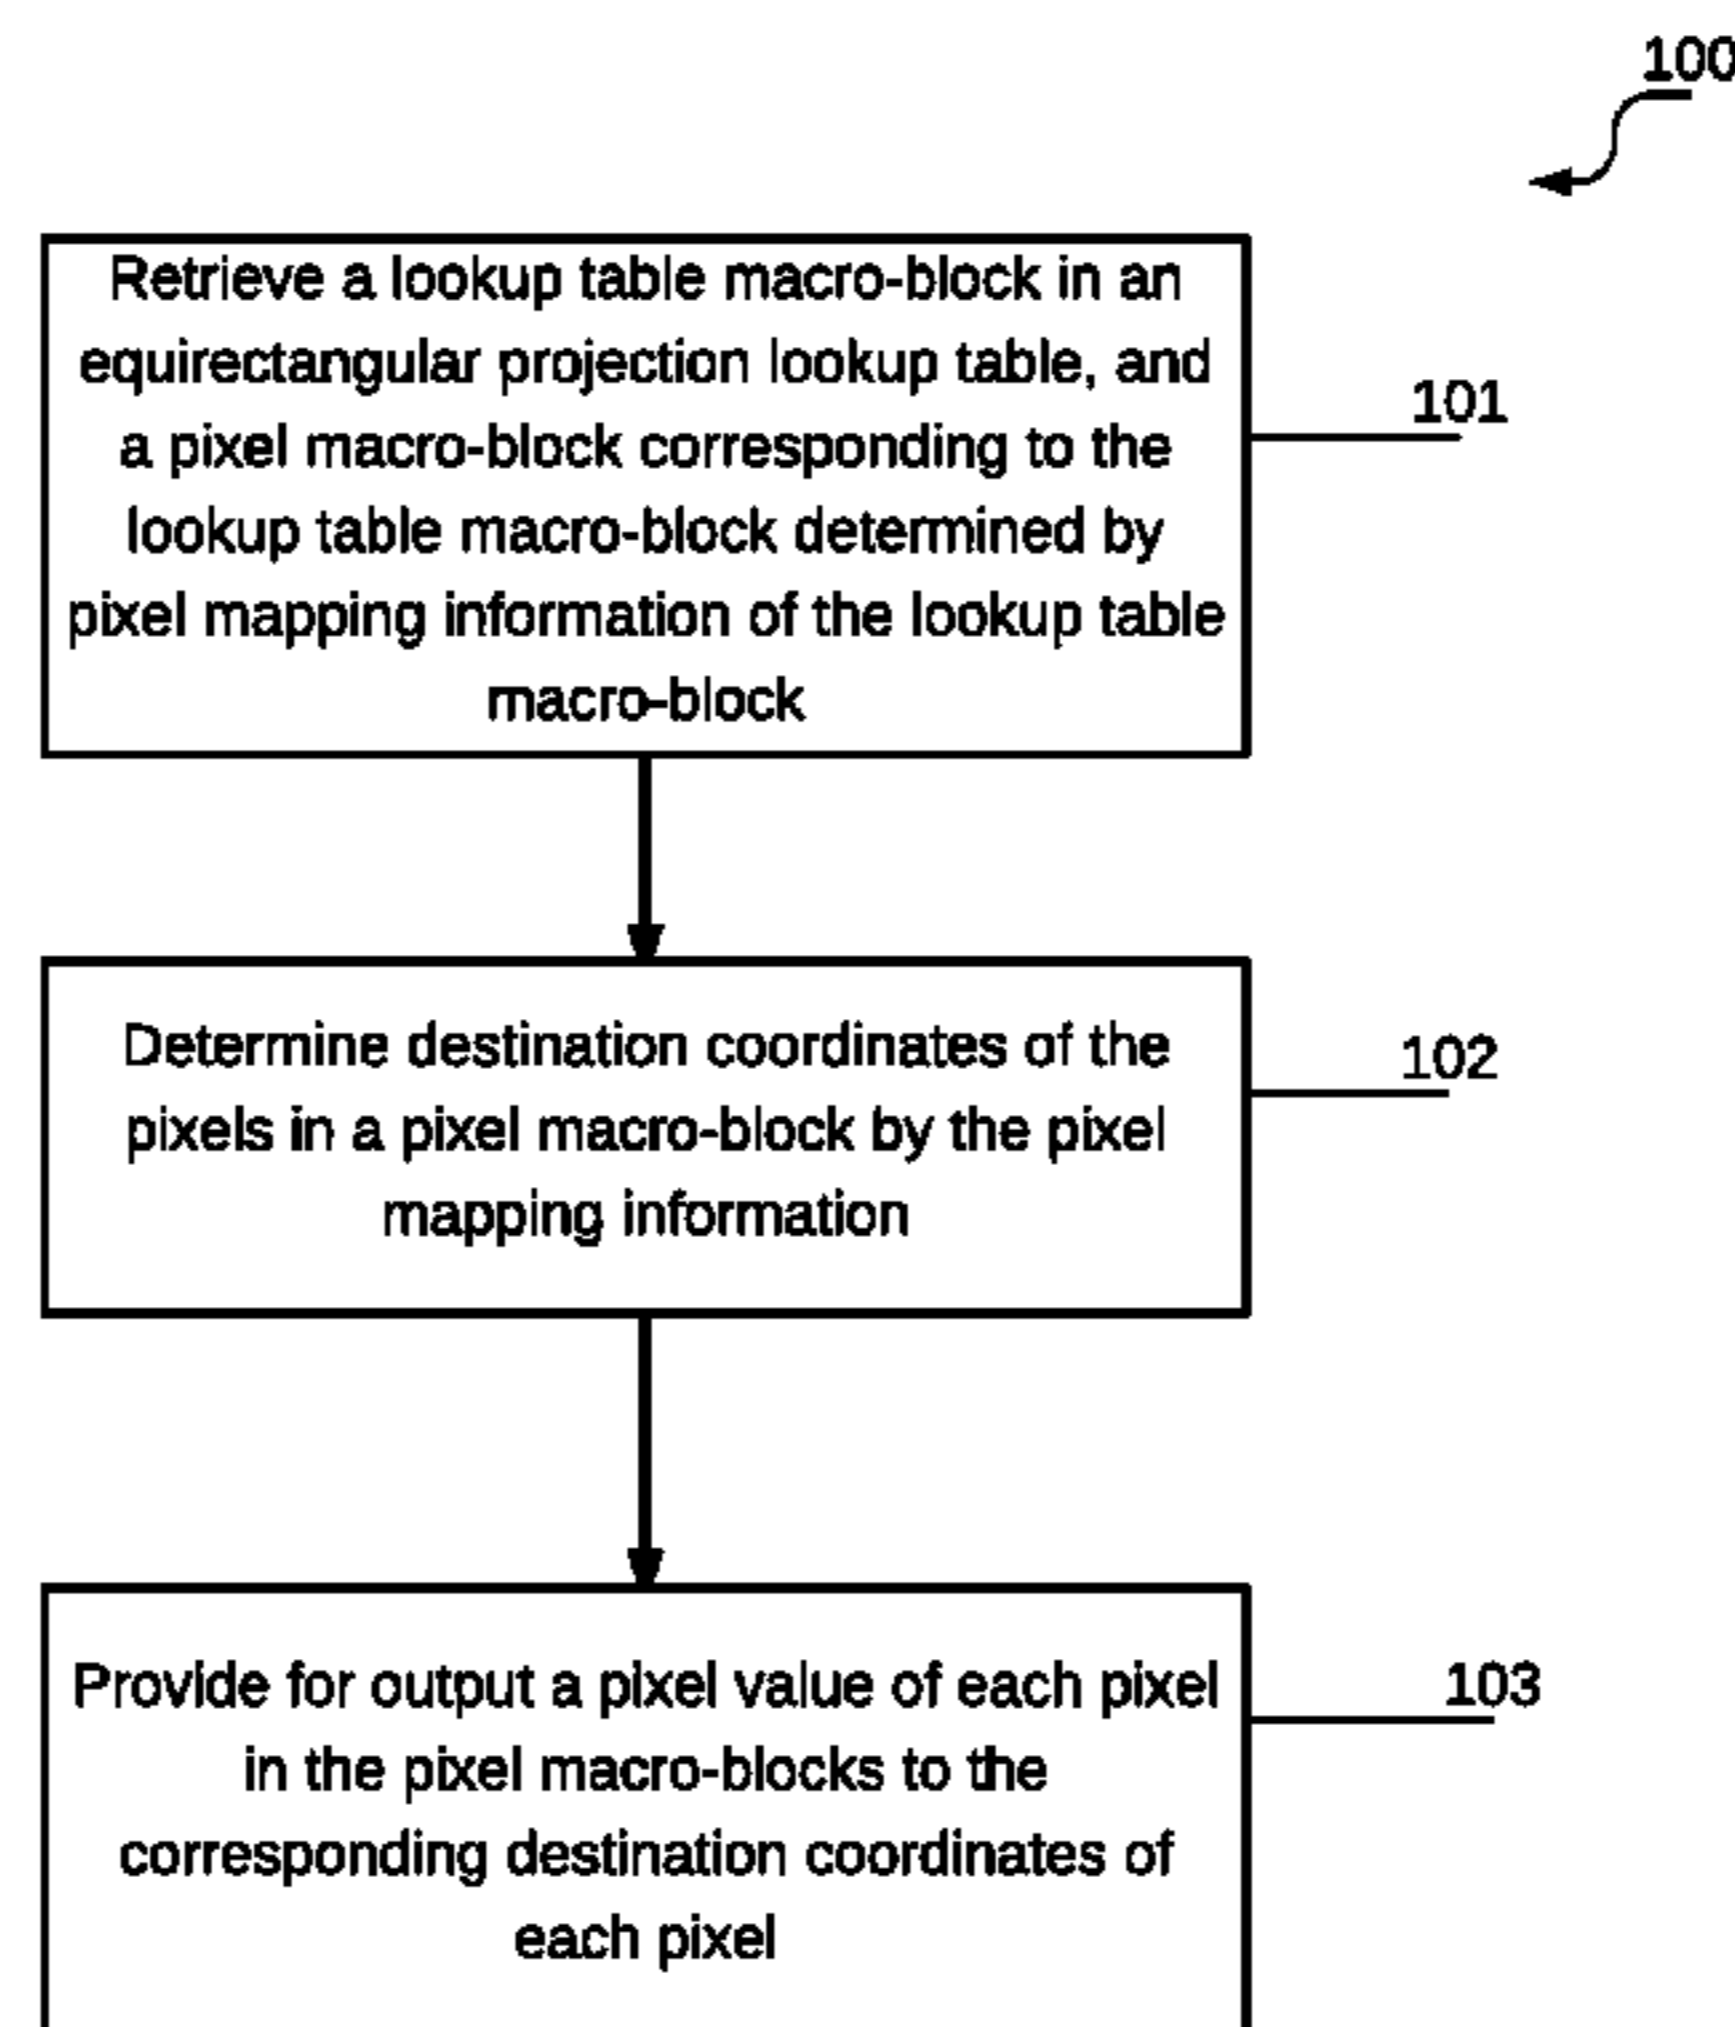 100
Retrieve a lookup table macro-block in an
equirectangular projection lookup table, and
a pixel macro-block corresponding to the
lookup table macro-block determined by
pixel mapping information of the lookup table
macro-block
101
Determine destination coordinates of the
pixels in a pixel macro-block by the pixel
mapping information
102
Provide for output a pixel value of each pixel
in the pixel macro-blocks to the
corresponding destination coordinates of
each pixel
103